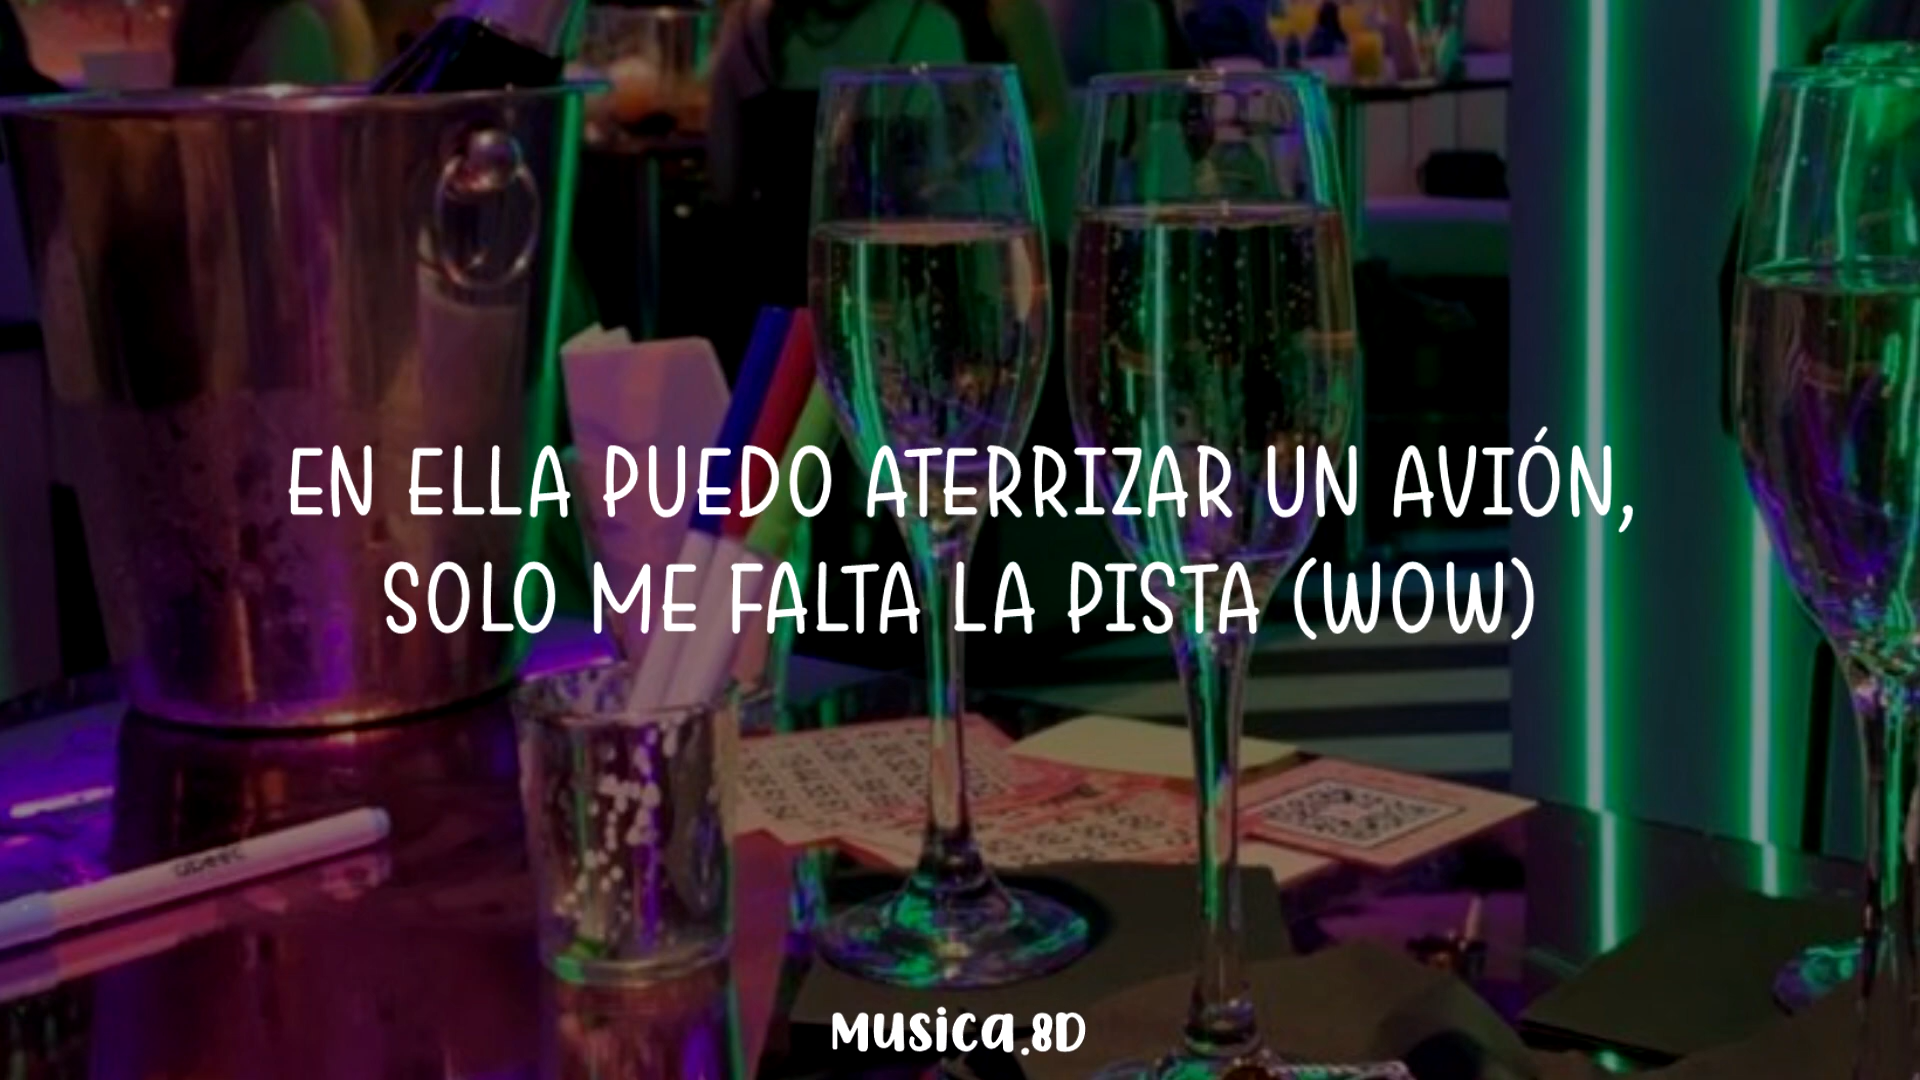 EN ELLA PUEDO ATERRIZAR UN AVIÓN,
SOLO ME FALTA LA PISTA (WOW)
MUSICA.8D